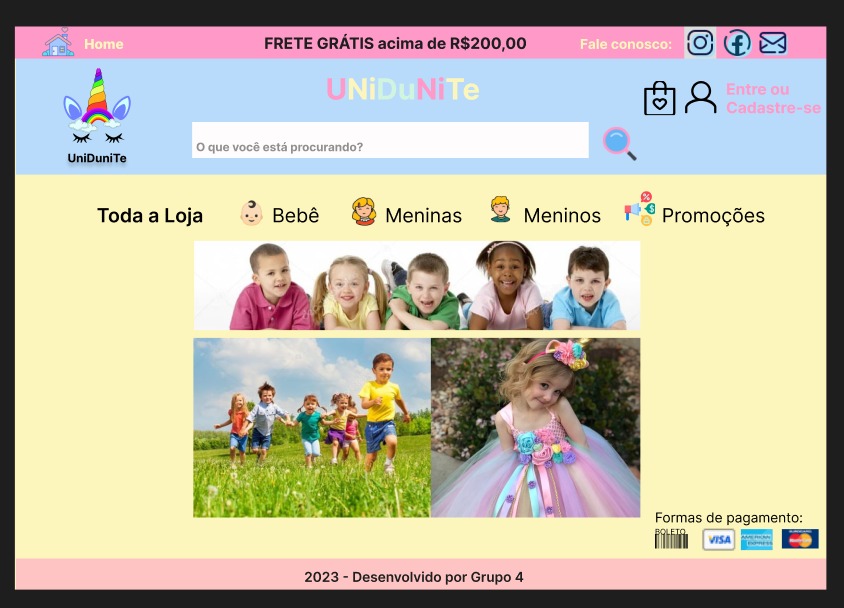 Home
FRETE GRÁTIS acima de R$200,00
Fale conosco:
UNiDuNiTe
Entre ou
Cadastre-se
O que você está procurando?
UniDuniTe
Toda a Loja
Bebê
Meninas
Meninos
Promoções
Formas de pagamento:
BOLETO
VISA
AMERICAN
EXPRESS
MasterCard
2023 - Desenvolvido por Grupo 4